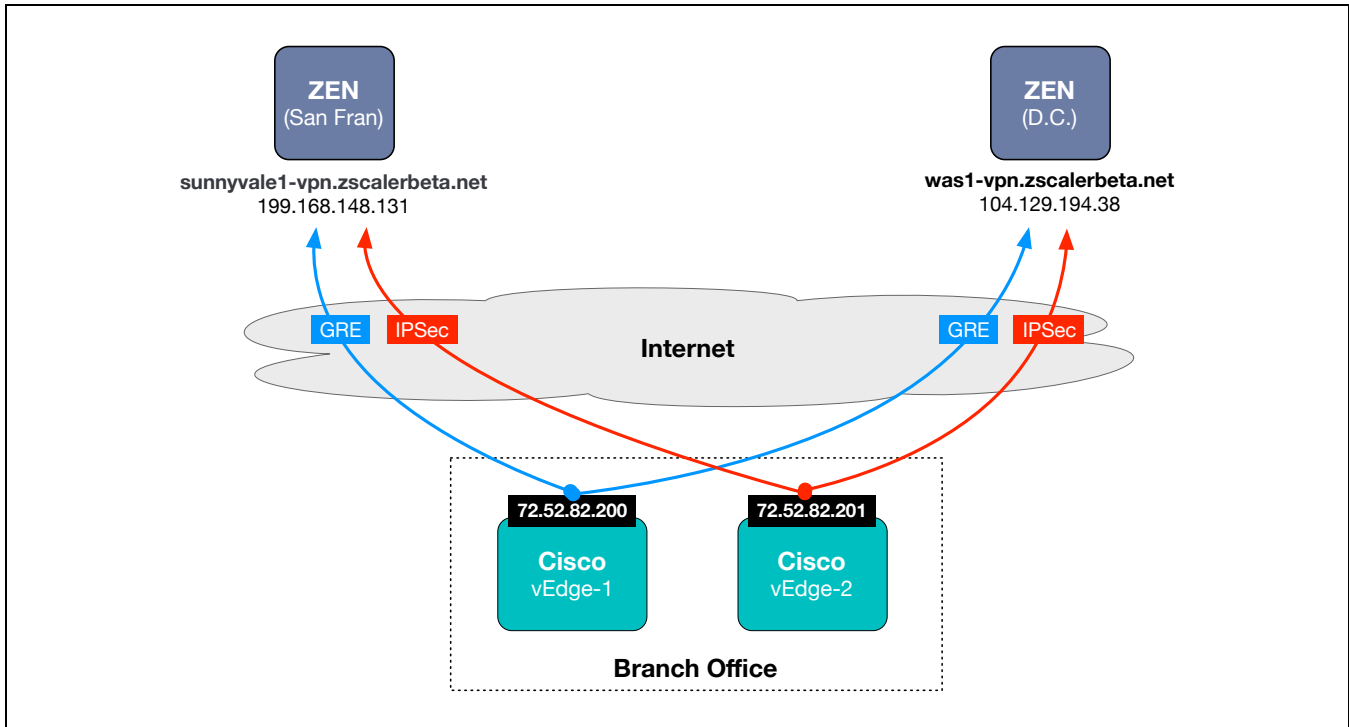 ZEN
(San Fran)
ZEN
(D.C.)
sunnyvale1-vpn.zscalerbeta.net
199.168.148.131
was1-vpn.zscalerbeta.net
104.129.194.38
GRE
IPSec
Internet
GRE
IPSec
72.52.82.200
72.52.82.201
Cisco
vEdge-1
Cisco
vEdge-2
Branch Office